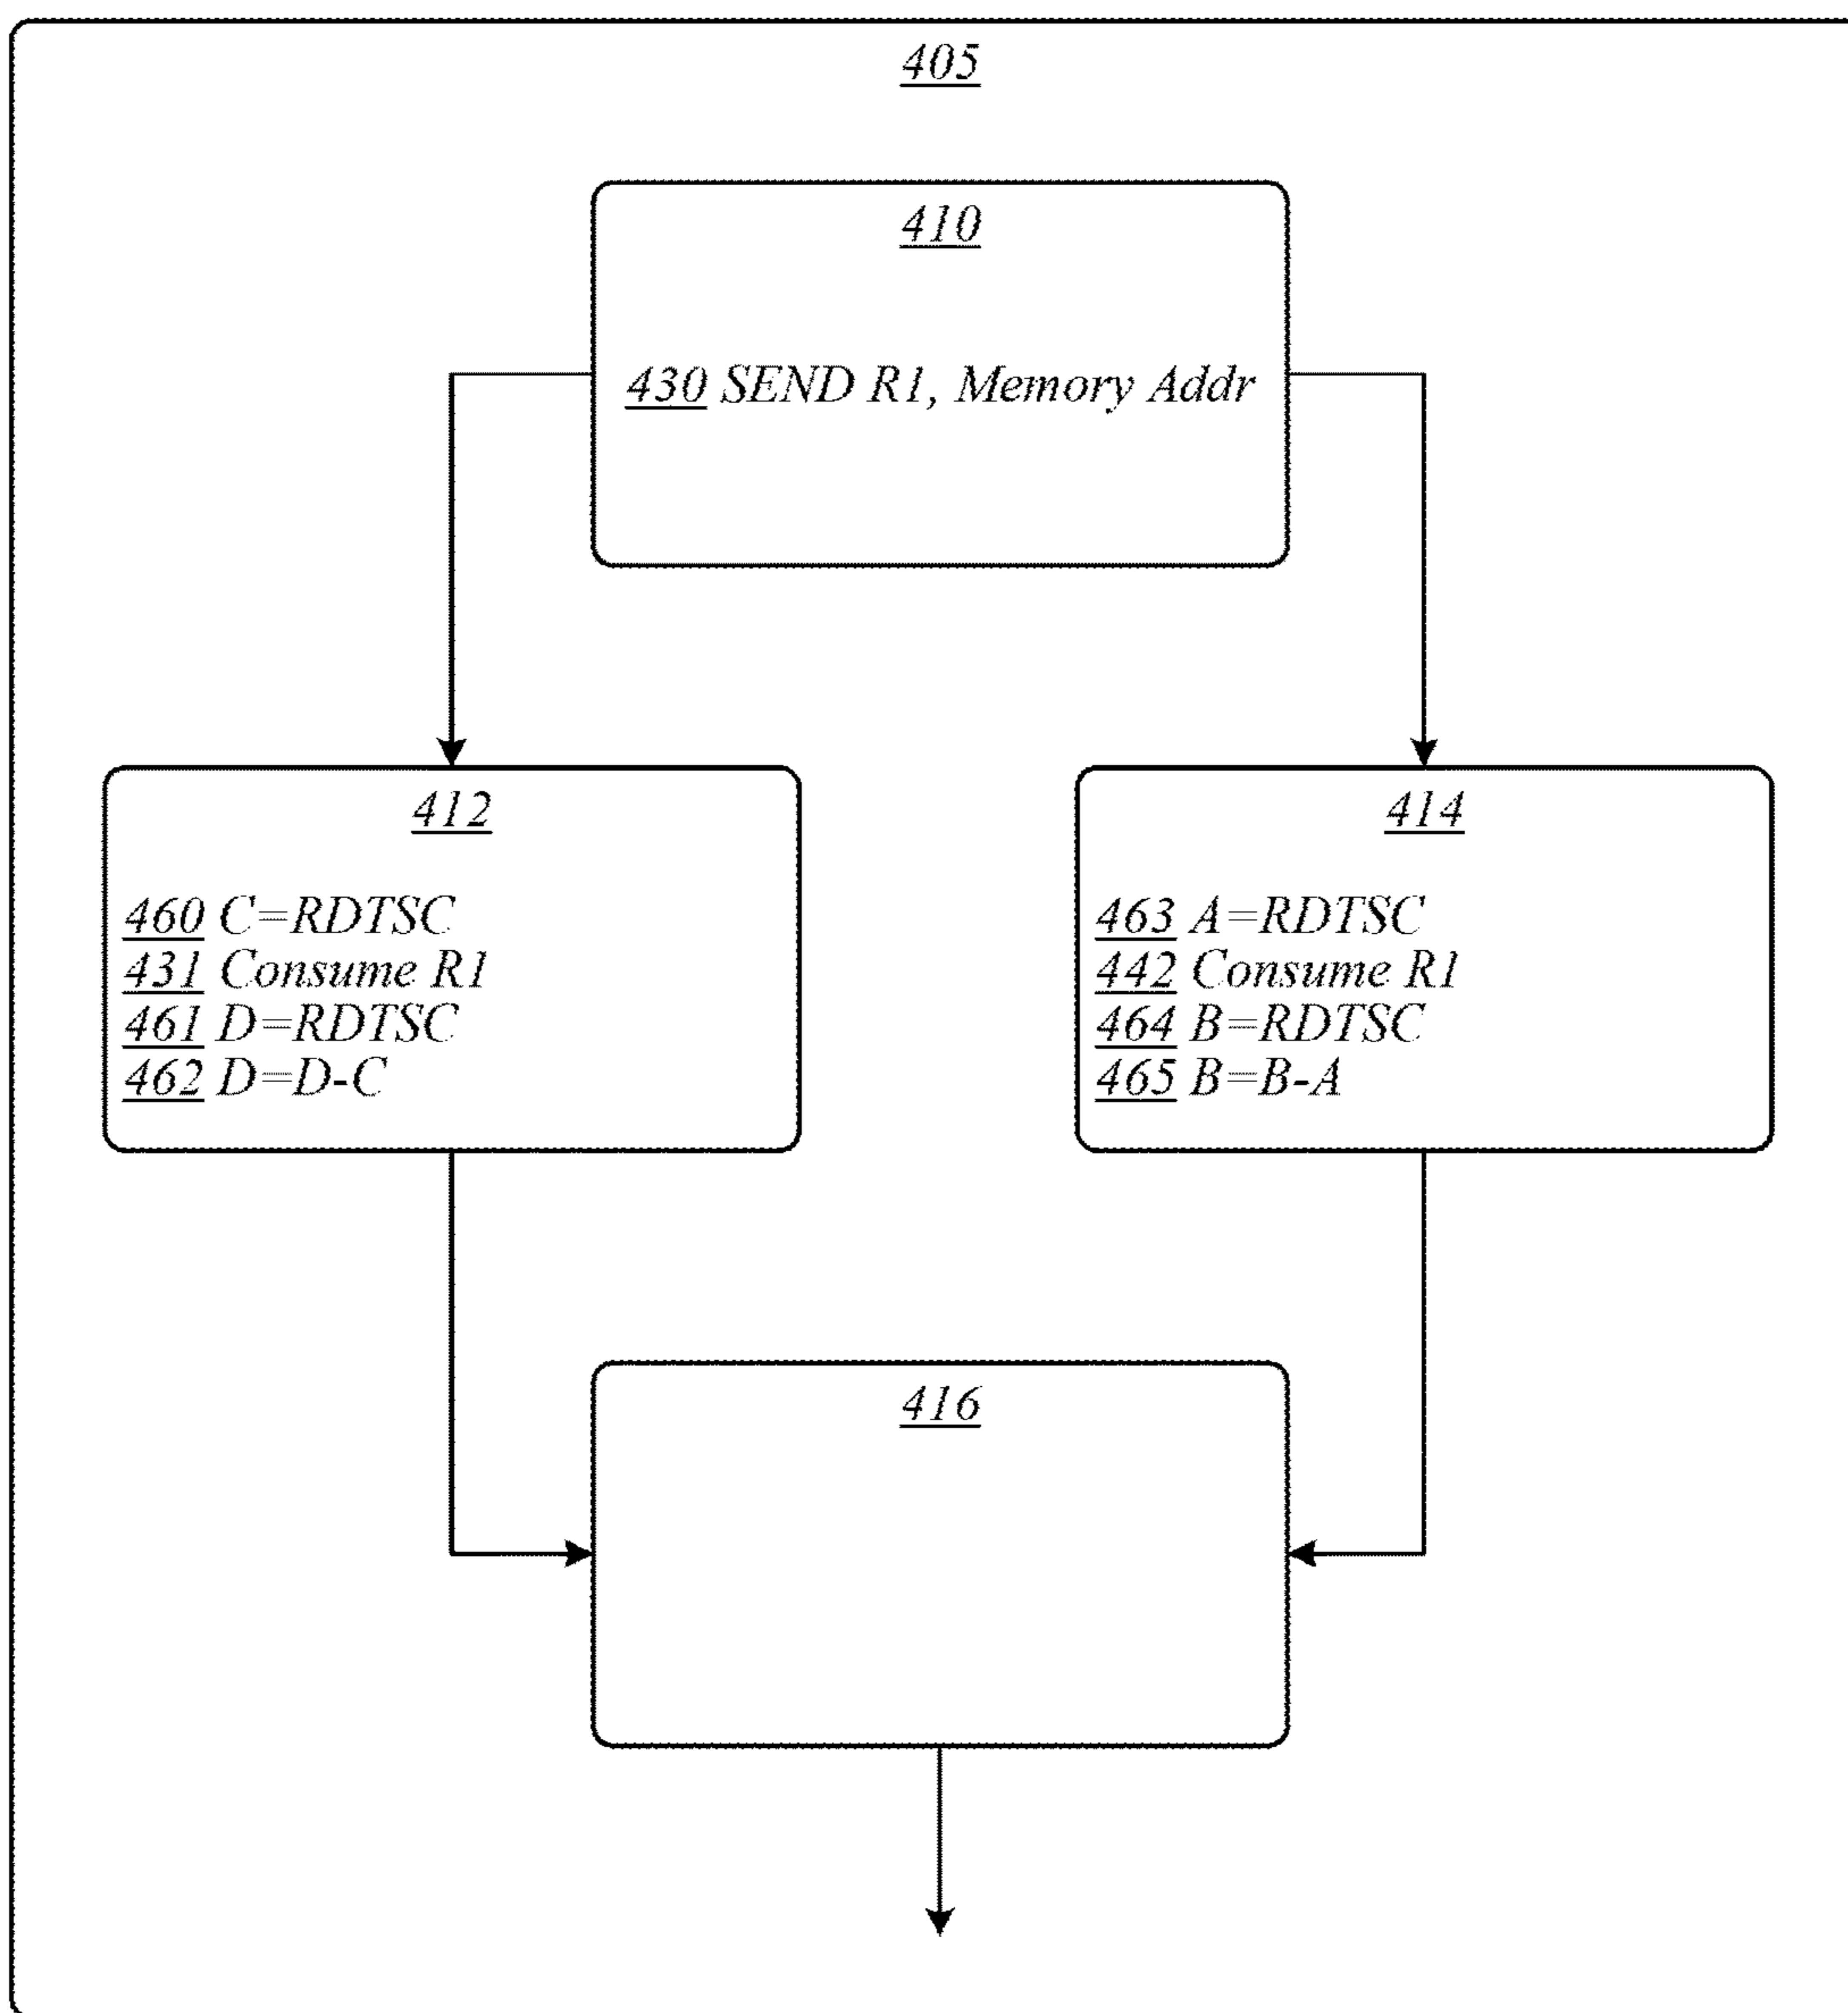 405
410
430 SEND R1, Memory Addr
412
460 C=RDTSC
431 Consume R1
461 D=RDTSC
462 D=D-C
414
463 A=RDTSC
442 Consume R1
464 B=RDTSC
465 B=B-A
416